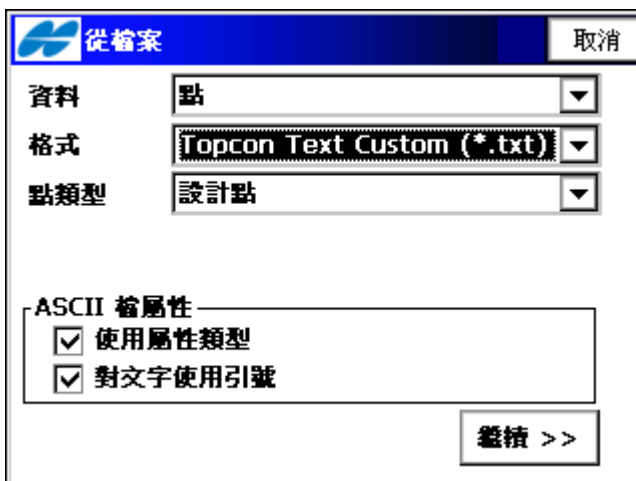 從檔案 取消
資料 點
格式 Topcon Text Custom (*.txt)
點類型 設計點
ASCII 檔屬性
使用屬性類型
對文字使用引號
繼續 >>